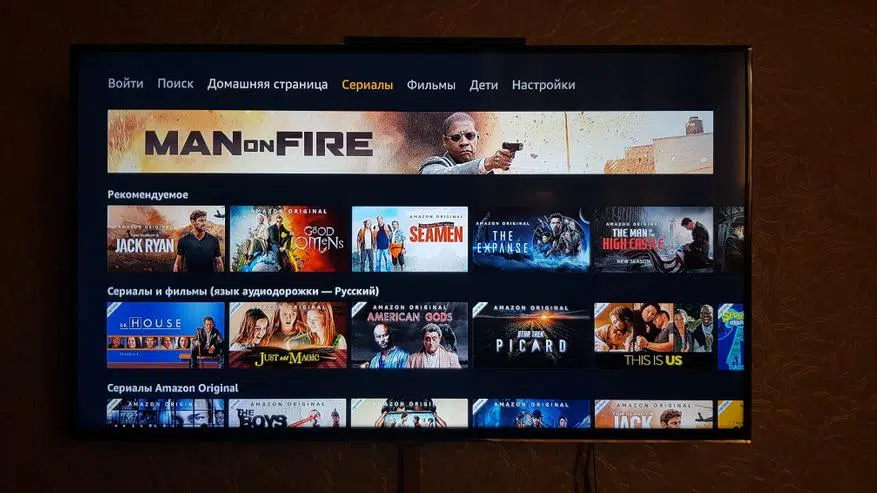 Войти Поиск Домашняя страница Сериалы Фильмы Дети Настройки
MAN ON FIRE
Рекомендуемое
AMAZON ORIGINAL
JACK RYAN
AMAZON ORIGINAL
GOOD OMENS
AMAZON ORIGINAL
SEAMEN
AMAZON ORIGINAL
THE EXPANSE
AMAZON ORIGINAL
THE MAN IN THE HIGH CASTLE
NEW SEASON
Сериалы и фильмы (язык аудиодорожки — Русский)
DR. HOUSE
SEASON 1
AMAZON ORIGINAL
JUST add MAGIC
AMAZON ORIGINAL
AMERICAN GODS
AMAZON ORIGINAL
STAR TREK
PICARD
THIS IS US
Сериалы Amazon Original
AMAZON ORIGINAL
AMAZON ORIGINAL
THE BOYS
AMAZON ORIGINAL
AMAZON ORIGINAL
AMAZON ORIGINAL
TOM CLANCY'S